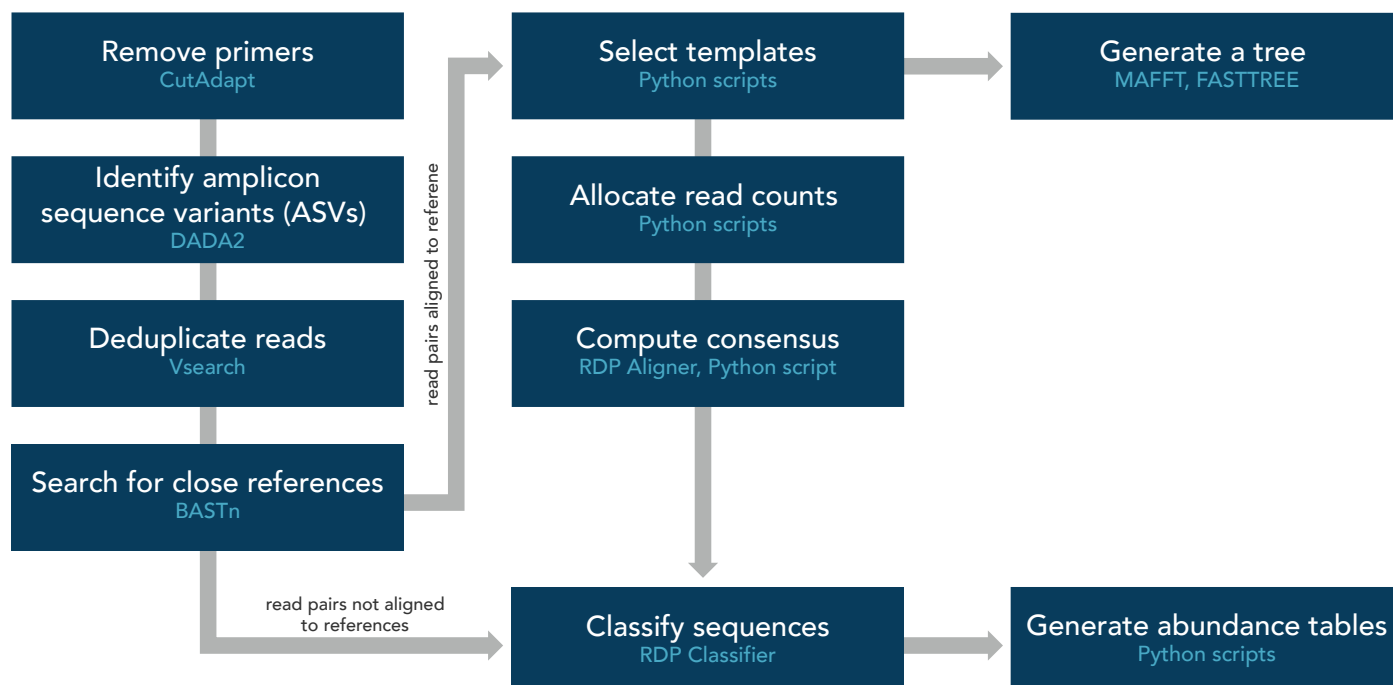 Remove primers
CutAdapt
Identify amplicon
sequence variants (ASVs)
DADA2
Deduplicate reads
Vsearch
Search for close references
BASTn
read pairs aligned to referene
read pairs not aligned
to references
Select templates
Python scripts
Allocate read counts
Python scripts
Compute consensus
RDP Aligner, Python script
Classify sequences
RDP Classifier
Generate a tree
MAFFT, FASTTREE
Generate abundance tables
Python scripts